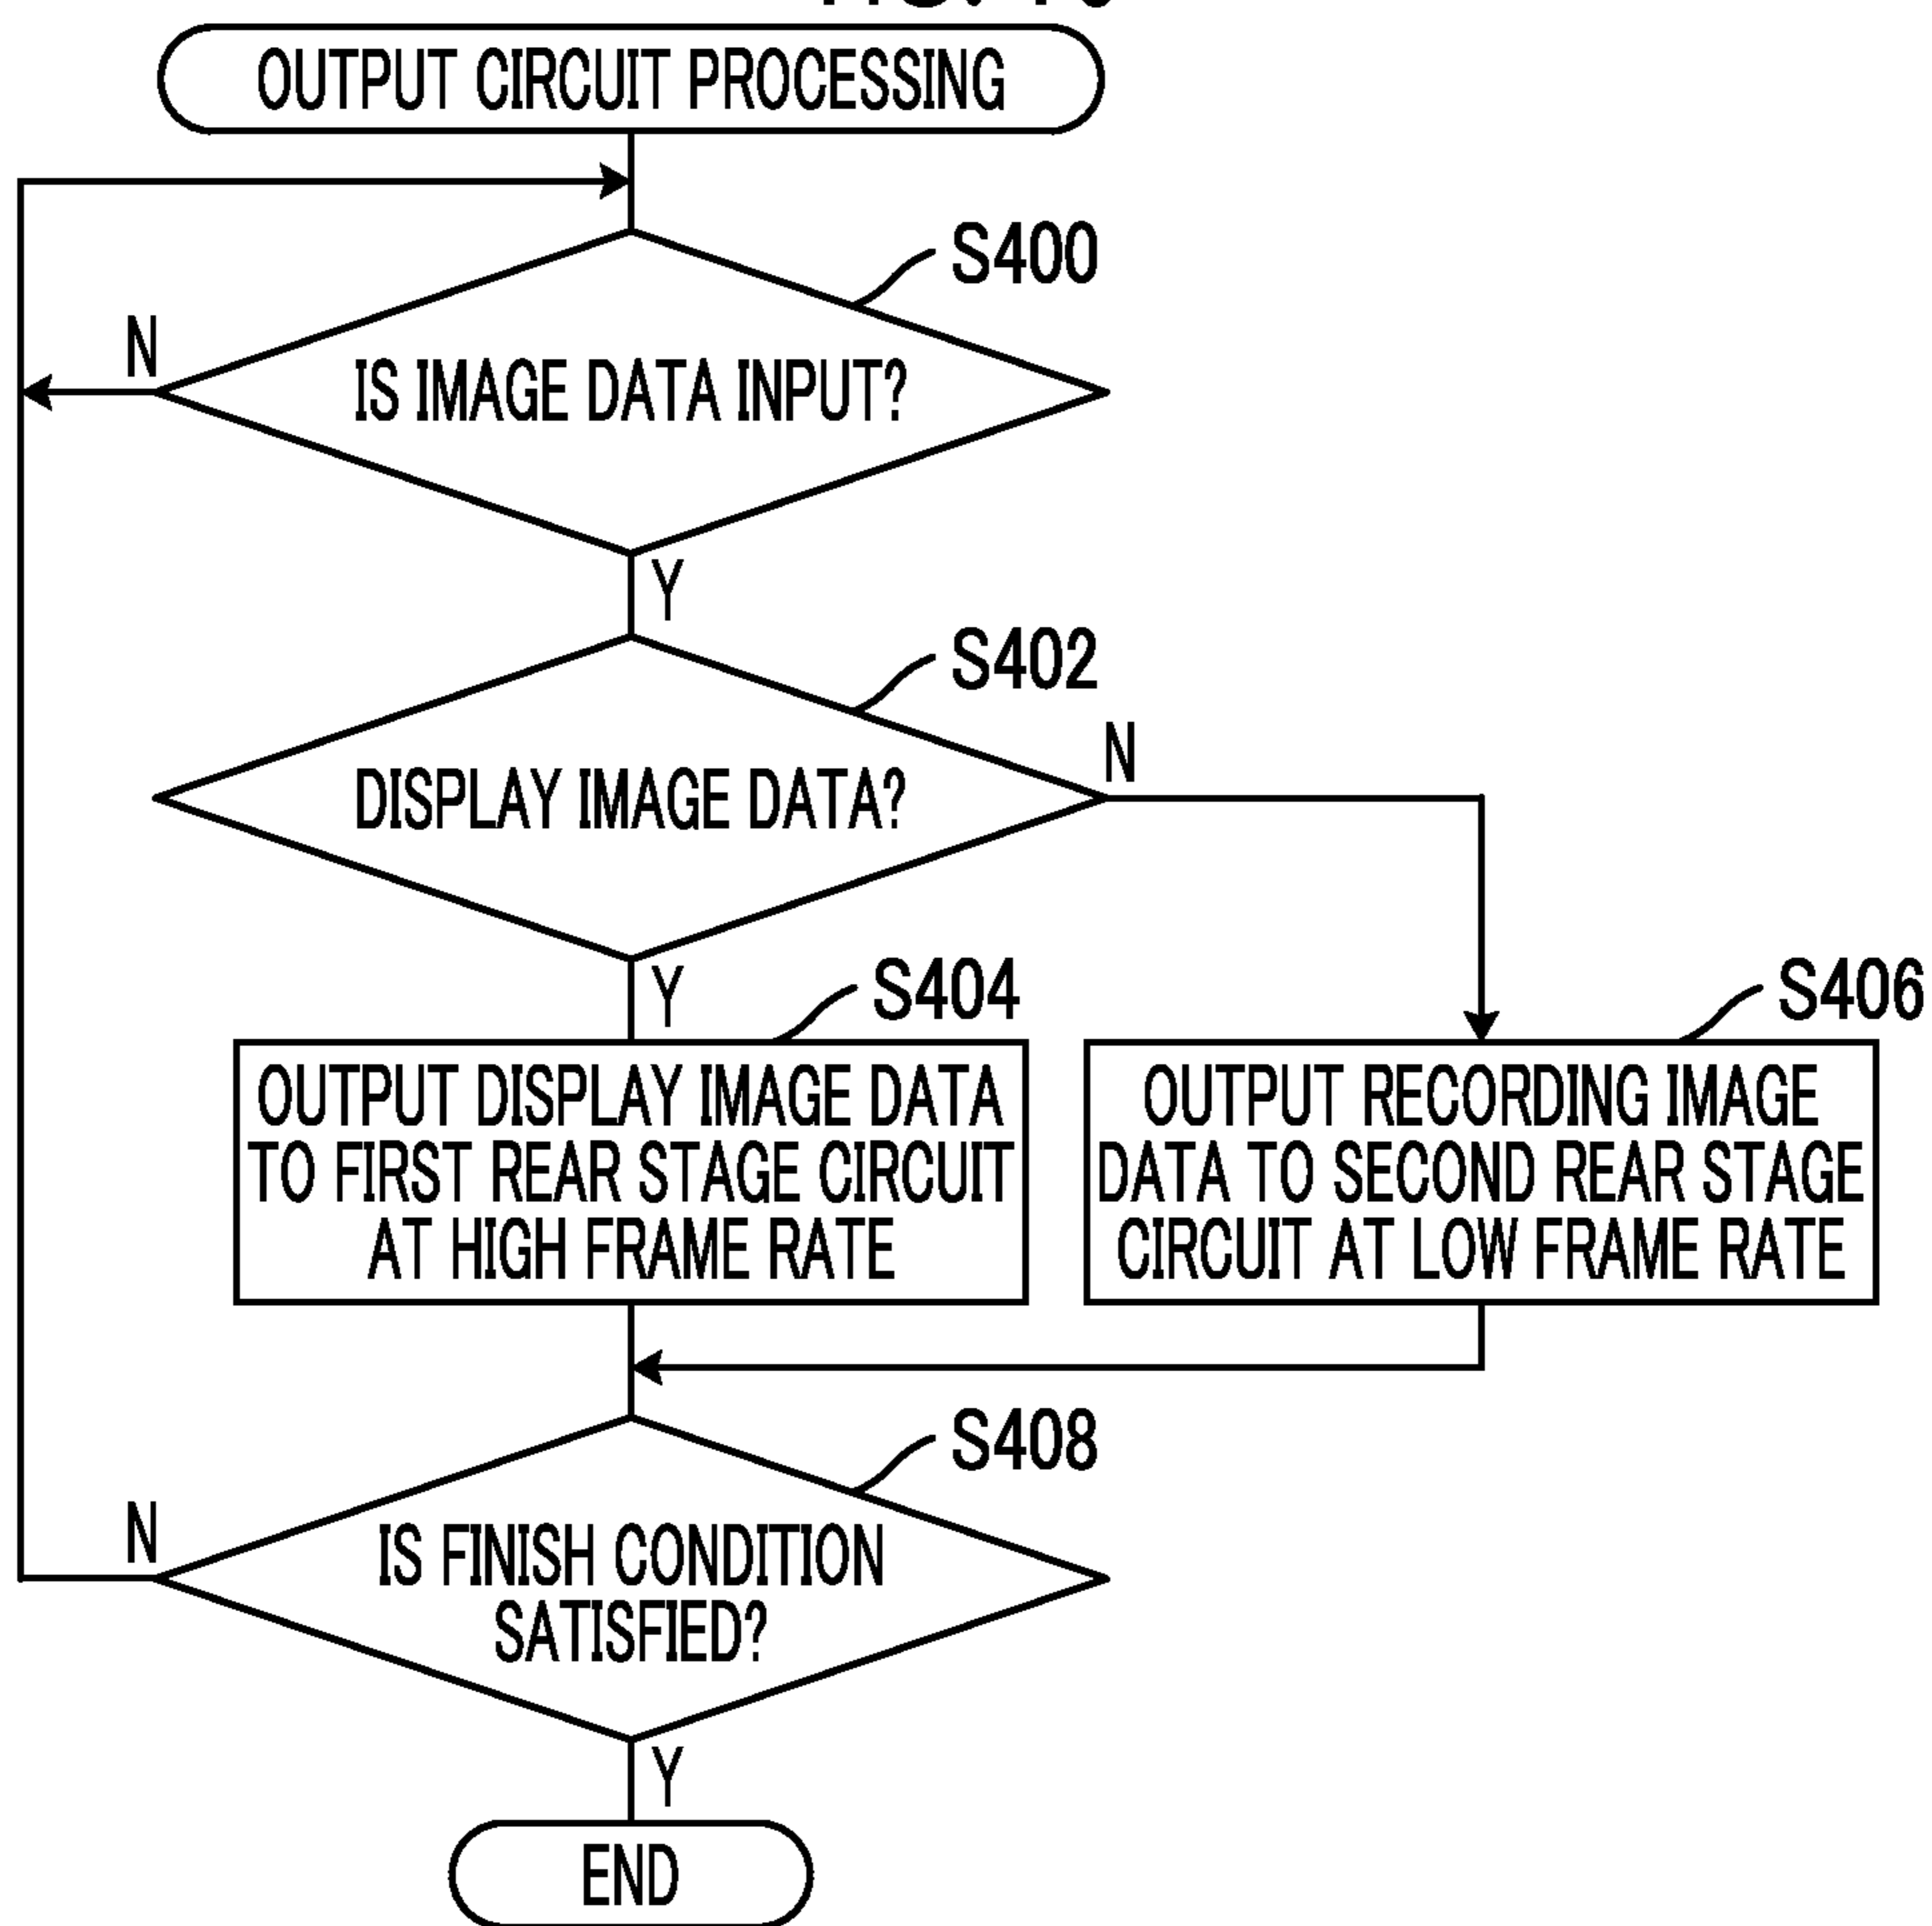 OUTPUT CIRCUIT PROCESSING
S400
N
IS IMAGE DATA INPUT?
Y
S402
N
DISPLAY IMAGE DATA?
Y
S404
S406
OUTPUT DISPLAY IMAGE DATA
TO FIRST REAR STAGE CIRCUIT
AT HIGH FRAME RATE
OUTPUT RECORDING IMAGE
DATA TO SECOND REAR STAGE
CIRCUIT AT LOW FRAME RATE
S408
N
IS FINISH CONDITION
SATISFIED?
Y
END